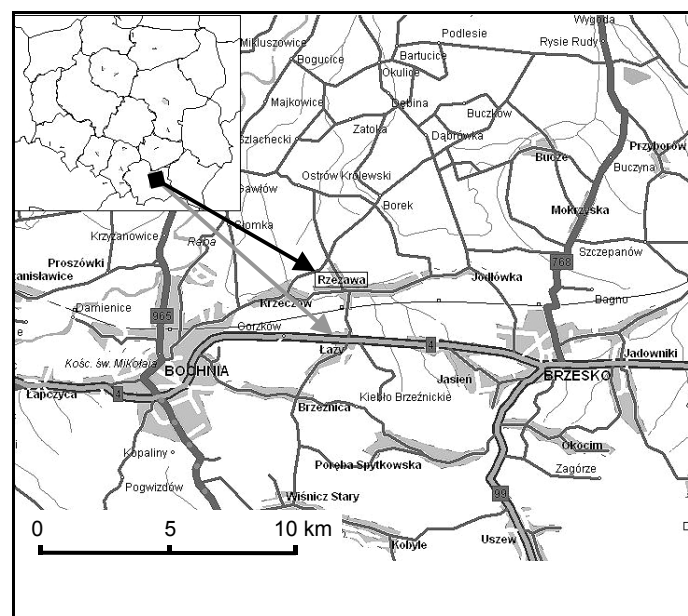 Wygoda
Podlesie
Rysie Rudy
Mikluszowice
Bartucice
Bogucice
Okulice
Majkowice
Dębina
Buczków
Zatoka
Dąbrówka
Szlachecki
Przyborów
Bucze
Buczyna
Ostrów Królewski
Gawłów
Borek
Mokrzyska
Słomka
Krzyżanowice
Raba
Szczepanów
768
Proszówki
Rzezawa
Jodłówka
anisławice
Krzeczów
Bagno
Damienice
965
Gorzków
4
Łazy
Jadowniki
Kośc. św. Mikołaja
BOCHNIA
Jasień
BRZESKO
Łapczyca
4
Kiebło Brzeźnickie
Brzeźnica
Okocim
Kopaliny
Poręba Spytkowska
Zagórze
Pogwizdów
Wiśnicz Stary
99
0 5 10 km
Uszew
Kobyle